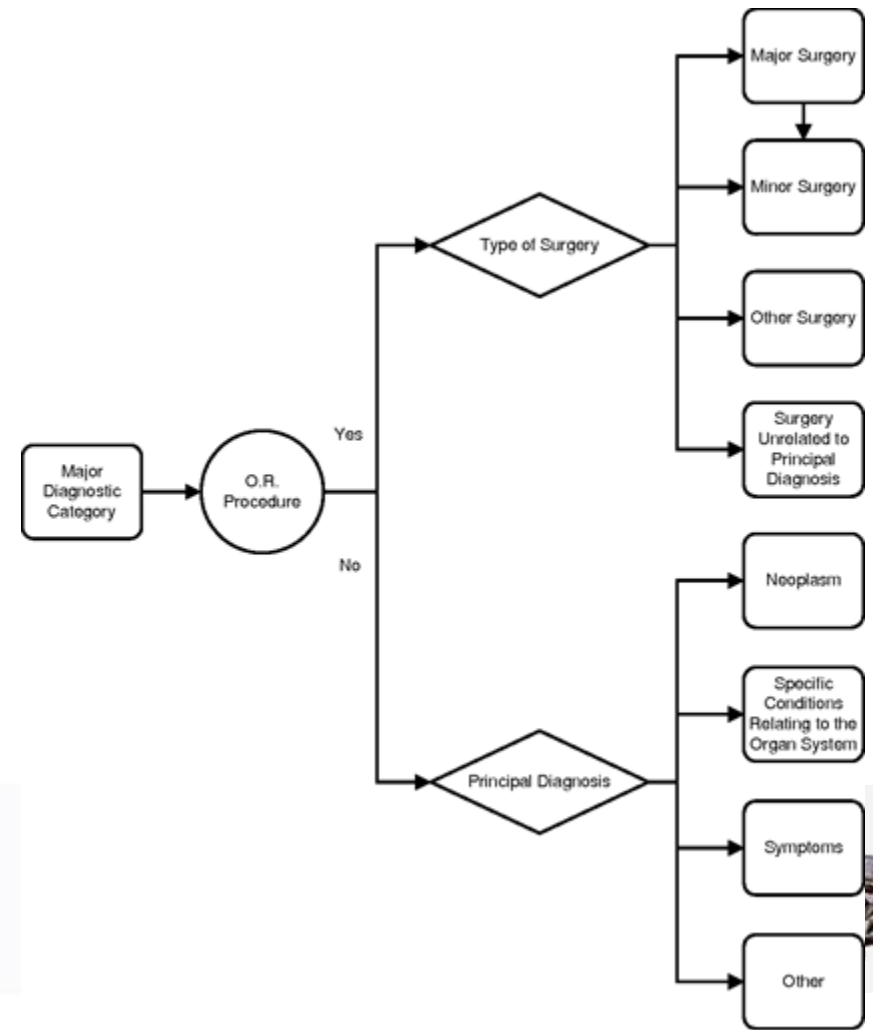 Major Surgery
Minor Surgery
Type of Surgery
Other Surgery
Surgery
Unrelated to
Principal
Diagnosis
Yes
Major
Diagnostic
Category
O.R.
Procedure
No
Neoplasm
Specific
Conditions
Relating to the
Organ System
Principal Diagnosis
Symptoms
Other